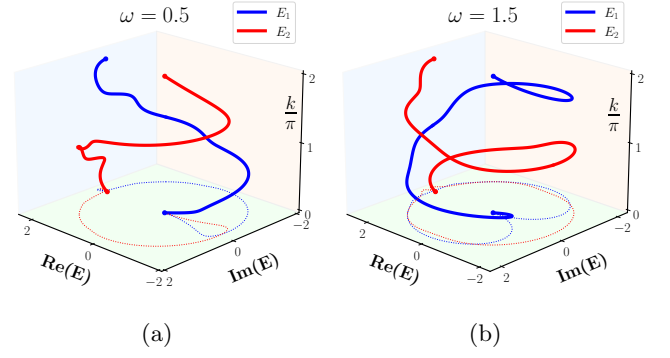 ω = 0.5
E₁
E₂
2
k/π
1
0
2
0
−2
Re(E)
2
0
−2
Im(E)
(a)
ω = 1.5
E₁
E₂
2
k/π
1
0
2
0
−2
Re(E)
2
0
−2
Im(E)
(b)